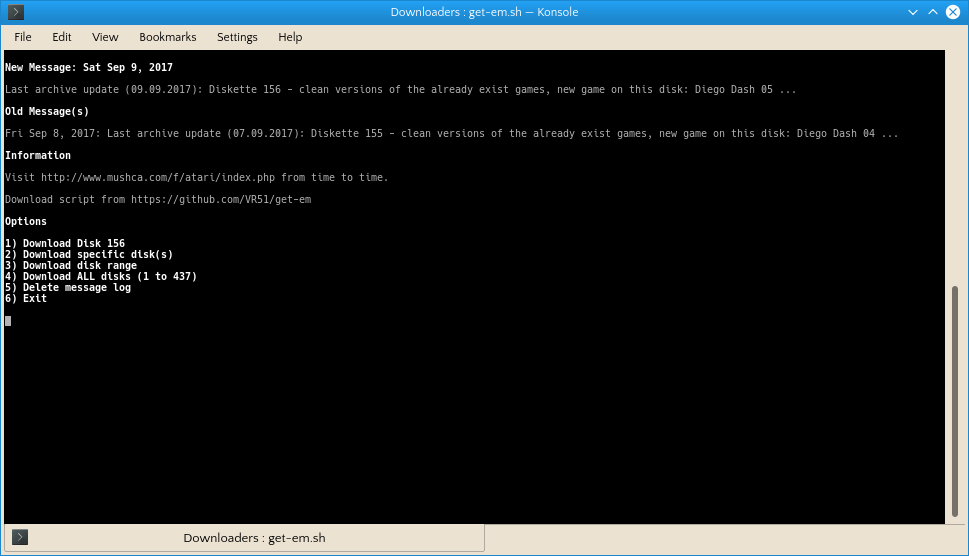 Downloaders : get-em.sh — Konsole
File Edit View Bookmarks Settings Help
New Message: Sat Sep 9, 2017
Last archive update (09.09.2017): Diskette 156 - clean versions of the already exist games, new game on this disk: Diego Dash 05 ...
Old Message(s)
Fri Sep 8, 2017: Last archive update (07.09.2017): Diskette 155 - clean versions of the already exist games, new game on this disk: Diego Dash 04 ...
Information
Visit http://www.mushca.com/f/atari/index.php from time to time.
Download script from https://github.com/VR51/get-em
Options
1) Download Disk 156
2) Download specific disk(s)
3) Download disk range
4) Download ALL disks (1 to 437)
5) Delete message log
6) Exit
Downloaders : get-em.sh